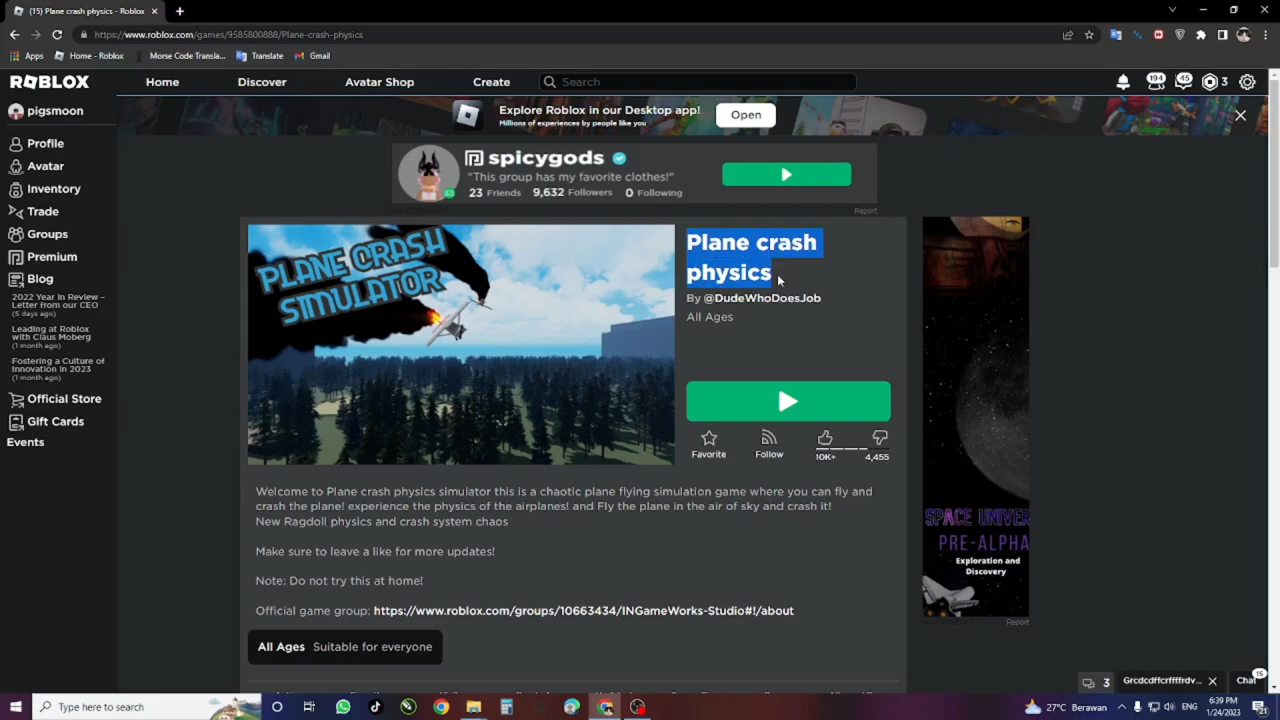 (15) Plane crash physics - Roblox
https://www.roblox.com/games/9585800888/Plane-crash-physics
Apps Home - Roblox Morse Code Transla... Translate Gmail
ROBLOX Home Discover Avatar Shop Create Search 194 45 3
pigsmoon
Explore Roblox in our Desktop app!
Millions of experiences by people like you
Open
Profile
Avatar
Inventory
Trade
Groups
Premium
Blog
2022 Year In Review –
Letter from our CEO
(5 days ago)
Leading at Roblox
with Claus Moberg
(1 month ago)
Fostering a Culture of
Innovation in 2023
(1 month ago)
Official Store
Gift Cards
Events
spicygods
"This group has my favorite clothes!"
23 Friends 9,632 Followers 0 Following
Report
PLANE CRASH
SIMULATOR
Plane crash
physics
By @DudeWhoDoesJob
All Ages
Favorite Follow 10K+ 4,455
Welcome to Plane crash physics simulator this is a chaotic plane flying simulation game where you can fly and
crash the plane! experience the physics of the airplanes! and Fly the plane in the air of sky and crash it!
New Ragdoll physics and crash system chaos
Make sure to leave a like for more updates!
Note: Do not try this at home!
Official game group: https://www.roblox.com/groups/10663434/INGameWorks-Studio#!/about
All Ages Suitable for everyone
SPACE UNIVER
PRE-ALPHA
Exploration and
Discovery
Report
3 Grcdcdffcrffffrdv... Chat 15
Type here to search
27°C Berawan ENG 6:39 PM
1/24/2023 23